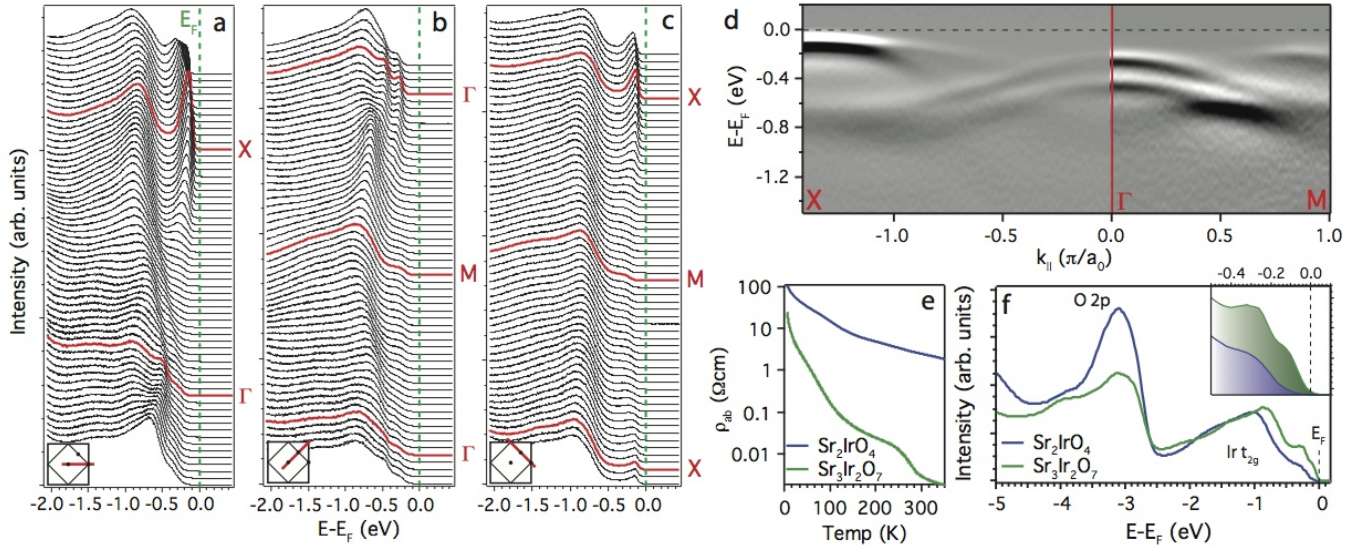 a
E_F
X
Γ
Intensity (arb. units)
-2.0 -1.5 -1.0 -0.5 0.0
b
Γ
M
Γ
-2.0 -1.5 -1.0 -0.5 0.0
E-E_F (eV)
c
X
M
X
-2.0 -1.5 -1.0 -0.5 0.0
d
E-E_F (eV)
0.0
-0.4
-0.8
-1.2
X
Γ
M
-1.0 -0.5 0.0 0.5 1.0
k_|| (π/a_0)
e
ρ_ab (Ωcm)
100
10
1
0.1
0.01
Sr₂IrO₄
Sr₃Ir₂O₇
0 100 200 300
Temp (K)
f
Intensity (arb. units)
O 2p
-0.4 -0.2 0.0
Sr₂IrO₄
Sr₃Ir₂O₇
Ir t_2g
E_F
-5 -4 -3 -2 -1 0
E-E_F (eV)